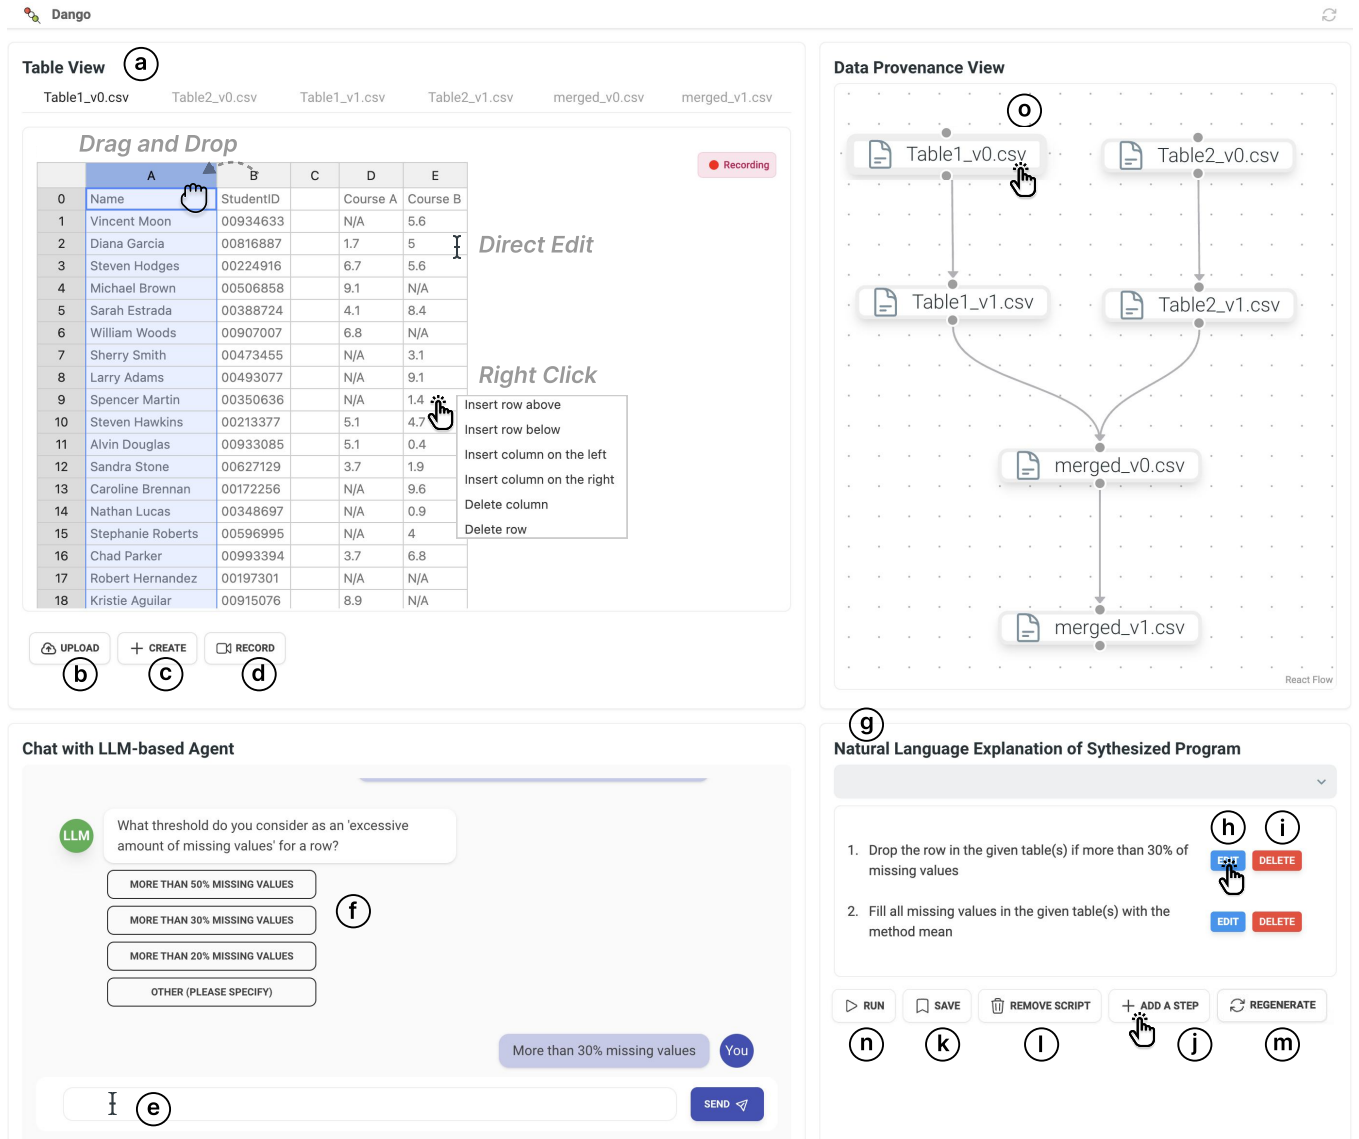 Dango
Table View
a
Table1_v0.csv Table2_v0.csv Table1_v1.csv Table2_v1.csv merged_v0.csv merged_v1.csv
Drag and Drop
Recording
A B C D E
0 Name StudentID Course A Course B
1 Vincent Moon 00934633 N/A 5.6
2 Diana Garcia 00816887 1.7 5
3 Steven Hodges 00224916 6.7 5.6
4 Michael Brown 00506858 9.1 N/A
5 Sarah Estrada 00388724 4.1 8.4
6 William Woods 00907007 6.8 N/A
7 Sherry Smith 00473455 N/A 3.1
8 Larry Adams 00493077 N/A 9.1
9 Spencer Martin 00350636 N/A 1.4
10 Steven Hawkins 00213377 5.1 4.7
11 Alvin Douglas 00933085 5.1 0.4
12 Sandra Stone 00627129 3.7 1.9
13 Caroline Brennan 00172256 N/A 9.6
14 Nathan Lucas 00348697 N/A 0.9
15 Stephanie Roberts 00596995 N/A 4
16 Chad Parker 00993394 3.7 6.8
17 Robert Hernandez 00197301 N/A N/A
18 Kristie Aguilar 00915076 8.9 N/A
Direct Edit
Right Click
Insert row above
Insert row below
Insert column on the left
Insert column on the right
Delete column
Delete row
UPLOAD CREATE RECORD
b c d
Data Provenance View
o
Table1_v0.csv Table2_v0.csv
Table1_v1.csv Table2_v1.csv
merged_v0.csv
merged_v1.csv
React Flow
Chat with LLM-based Agent
LLM
What threshold do you consider as an 'excessive
amount of missing values' for a row?
MORE THAN 50% MISSING VALUES
MORE THAN 30% MISSING VALUES
MORE THAN 20% MISSING VALUES
OTHER (PLEASE SPECIFY)
f
More than 30% missing values You
e
SEND
g
Natural Language Explanation of Sythesized Program
h i
1. Drop the row in the given table(s) if more than 30% of
missing values
EDIT DELETE
2. Fill all missing values in the given table(s) with the
method mean
EDIT DELETE
RUN SAVE REMOVE SCRIPT ADD A STEP REGENERATE
n k l j m